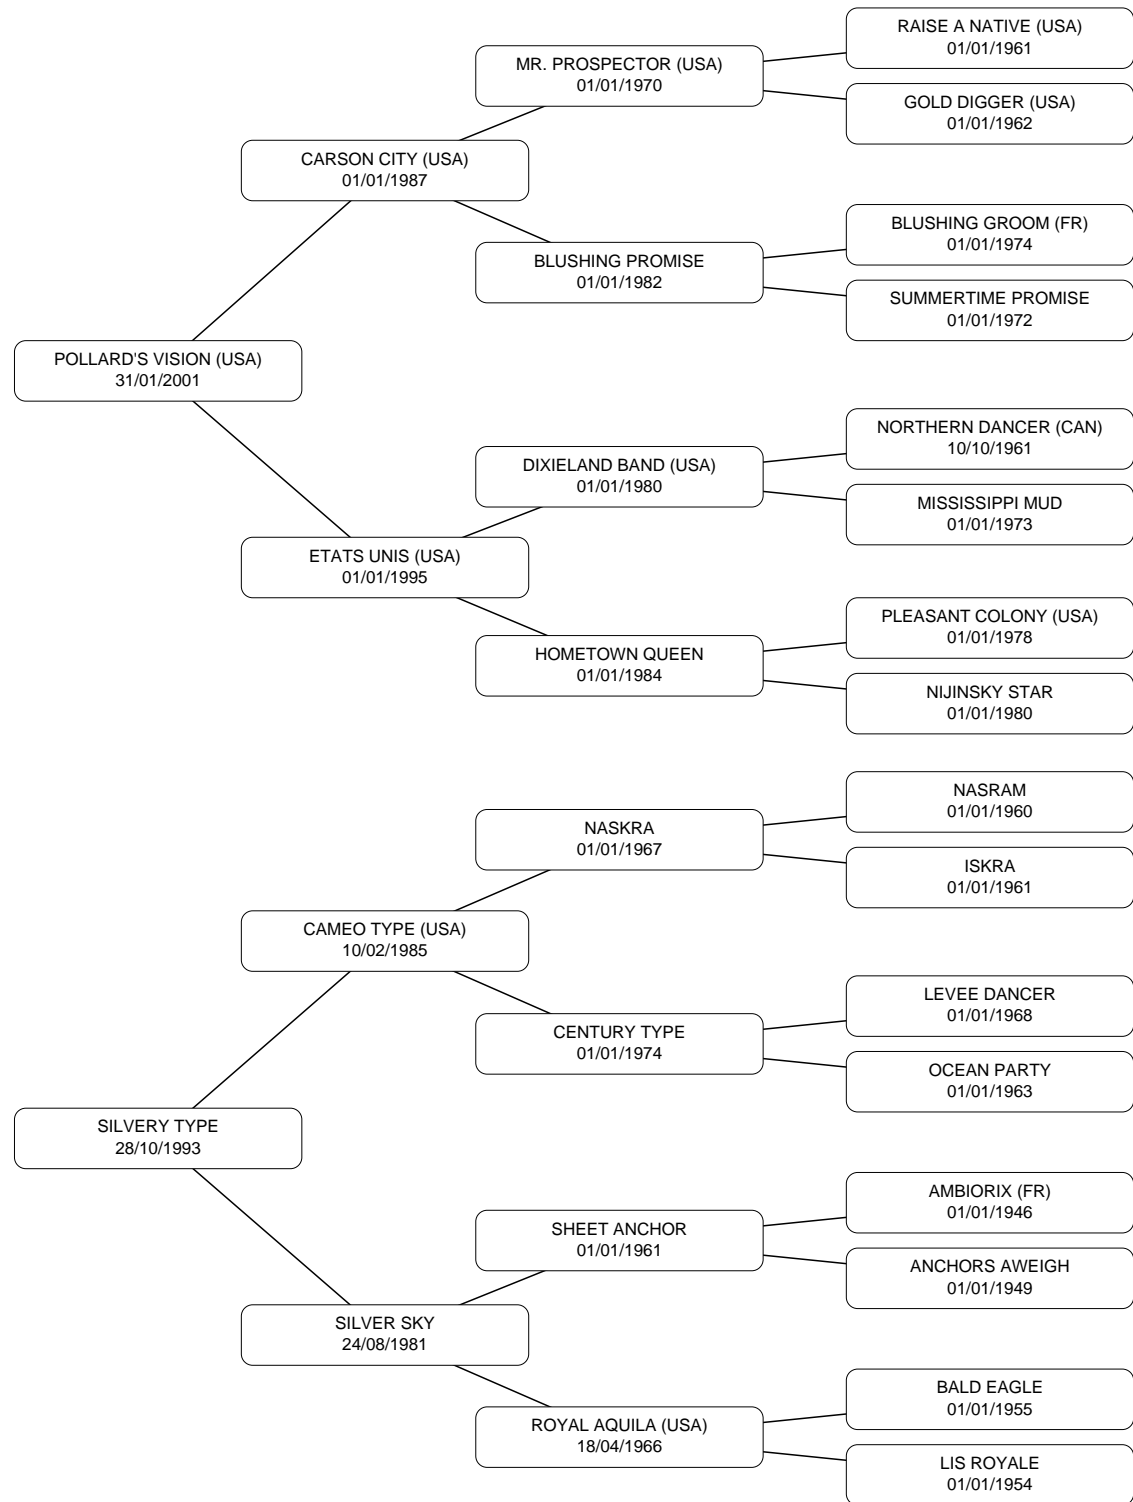 RAISE A NATIVE (USA)
01/01/1961
MR. PROSPECTOR (USA)
01/01/1970
GOLD DIGGER (USA)
01/01/1962
CARSON CITY (USA)
01/01/1987
BLUSHING GROOM (FR)
01/01/1974
BLUSHING PROMISE
01/01/1982
SUMMERTIME PROMISE
01/01/1972
POLLARD'S VISION (USA)
31/01/2001
NORTHERN DANCER (CAN)
10/10/1961
DIXIELAND BAND (USA)
01/01/1980
MISSISSIPPI MUD
01/01/1973
ETATS UNIS (USA)
01/01/1995
PLEASANT COLONY (USA)
01/01/1978
HOMETOWN QUEEN
01/01/1984
NIJINSKY STAR
01/01/1980
NASRAM
01/01/1960
NASKRA
01/01/1967
ISKRA
01/01/1961
CAMEO TYPE (USA)
10/02/1985
LEVEE DANCER
01/01/1968
CENTURY TYPE
01/01/1974
OCEAN PARTY
01/01/1963
SILVERY TYPE
28/10/1993
AMBIORIX (FR)
01/01/1946
SHEET ANCHOR
01/01/1961
ANCHORS AWEIGH
01/01/1949
SILVER SKY
24/08/1981
BALD EAGLE
01/01/1955
ROYAL AQUILA (USA)
18/04/1966
LIS ROYALE
01/01/1954